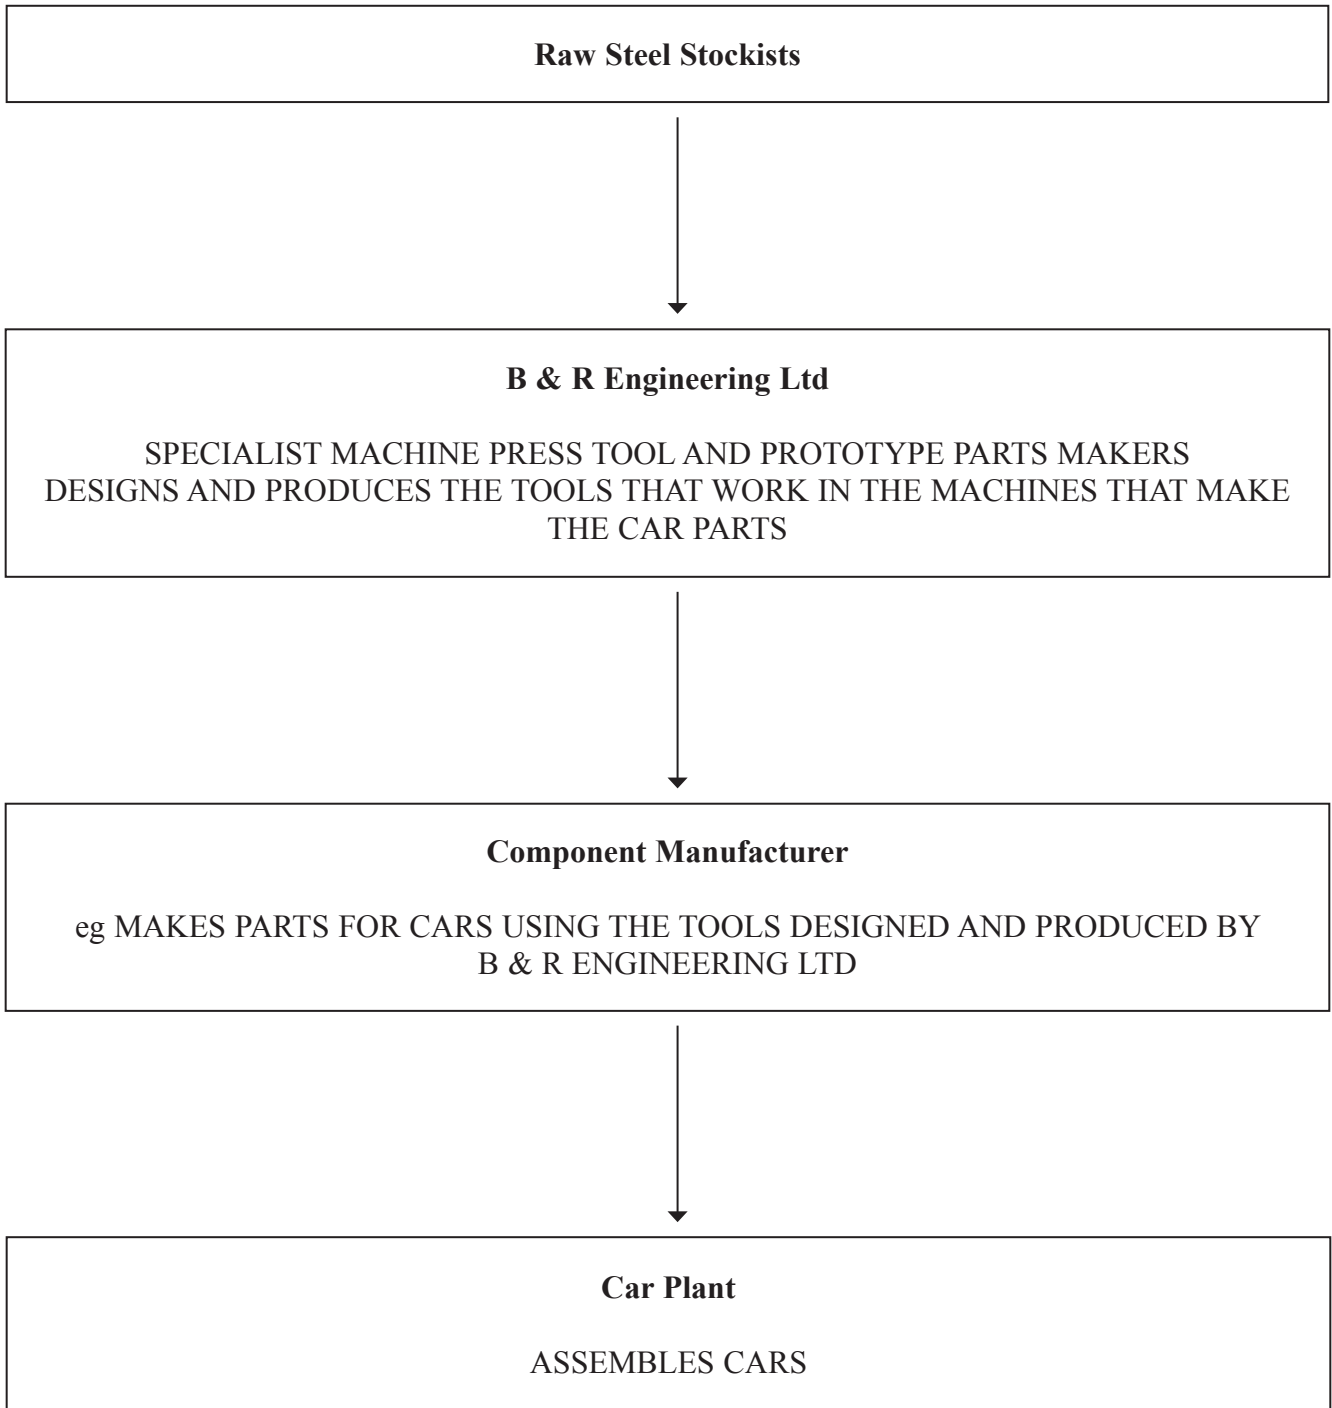 Raw Steel Stockists
B & R Engineering Ltd
SPECIALIST MACHINE PRESS TOOL AND PROTOTYPE PARTS MAKERS
DESIGNS AND PRODUCES THE TOOLS THAT WORK IN THE MACHINES THAT MAKE
THE CAR PARTS
Component Manufacturer
eg MAKES PARTS FOR CARS USING THE TOOLS DESIGNED AND PRODUCED BY
B & R ENGINEERING LTD
Car Plant
ASSEMBLES CARS